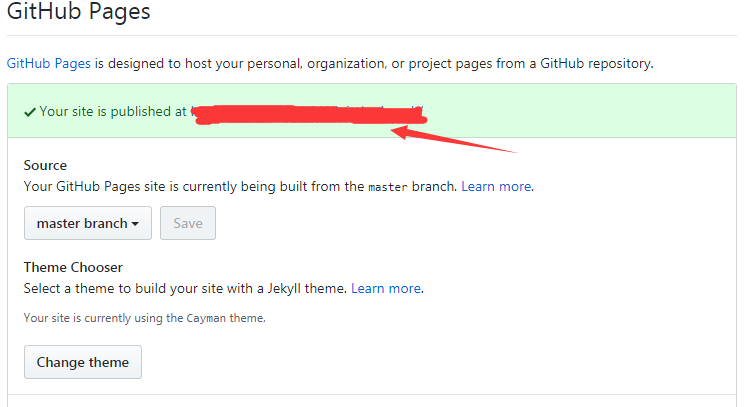 GitHub Pages
GitHub Pages is designed to host your personal, organization, or project pages from a GitHub repository.
Your site is published at
Source
Your GitHub Pages site is currently being built from the master branch. Learn more.
master branch
Save
Theme Chooser
Select a theme to build your site with a Jekyll theme. Learn more.
Your site is currently using the Cayman theme.
Change theme